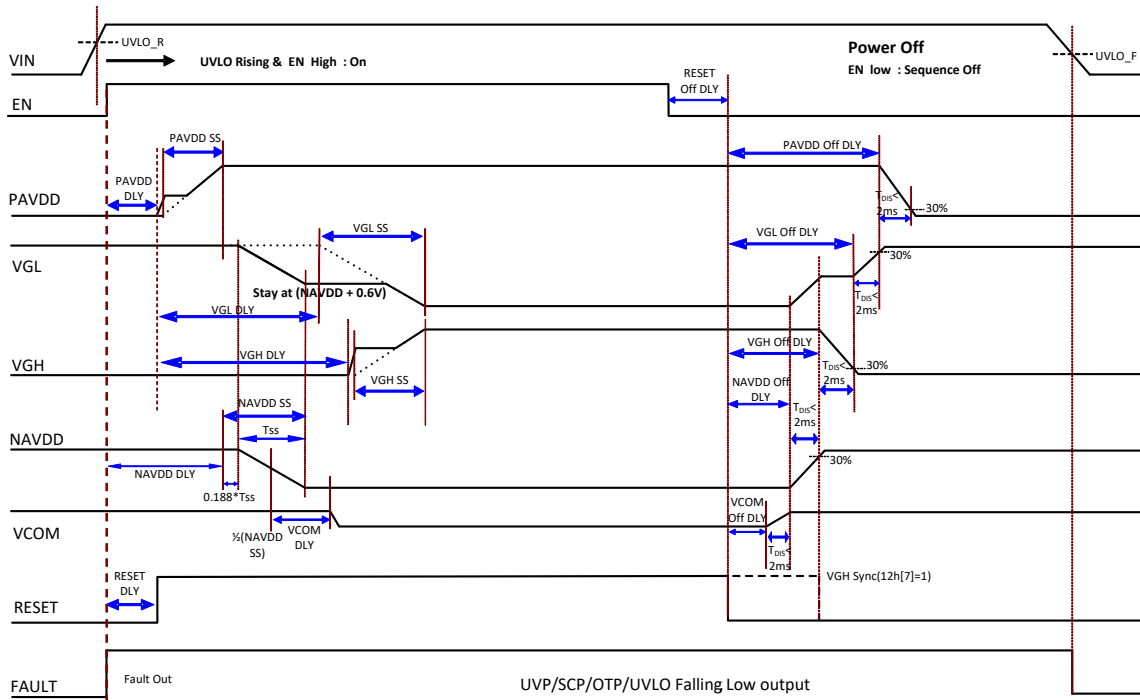 UVLO_R
VIN
UVLO Rising & EN High : On
Power Off
EN low : Sequence Off
UVLO_F
RESET
Off DLY
EN
PAVDD SS
PAVDD Off DLY
PAVDD
DLY
PAVDD
TDIS<
2ms
30%
VGL SS
VGL Off DLY
VGL
30%
Stay at (NAVDD + 0.6V)
TDIS<
2ms
VGL DLY
VGH DLY
VGH Off DLY
VGH
TDIS<
2ms
30%
VGH SS
NAVDD SS
NAVDD Off
DLY
TDIS<
2ms
Tss
NAVDD
30%
NAVDD DLY
0.188*Tss
VCOM
½(NAVDD
SS)
VCOM
DLY
VCOM
Off DLY
TDIS<
2ms
RESET
DLY
VGH Sync(12h[7]=1)
RESET
FAULT
Fault Out
UVP/SCP/OTP/UVLO Falling Low output